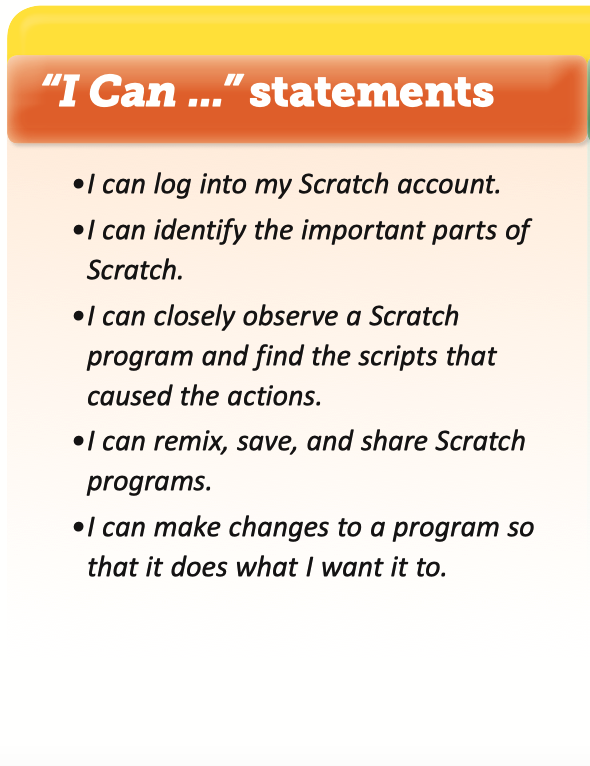 “I Can ...” statements
•I can log into my Scratch account.
•I can identify the important parts of
Scratch.
•I can closely observe a Scratch
program and find the scripts that
caused the actions.
•I can remix, save, and share Scratch
programs.
•I can make changes to a program so
that it does what I want it to.